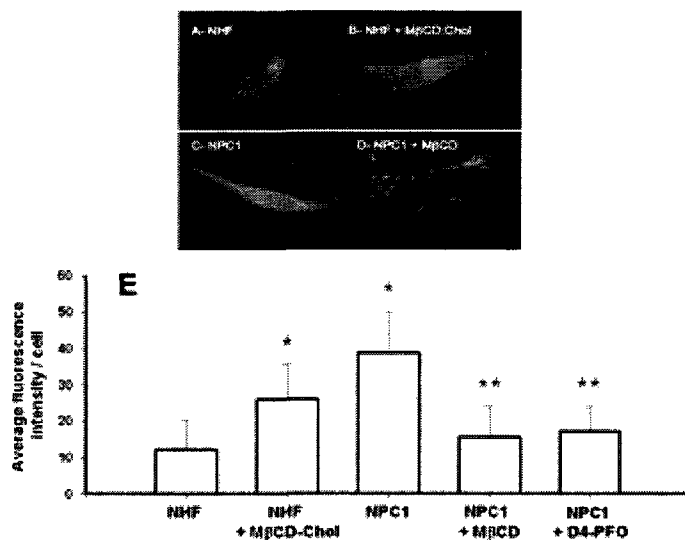 A- NHF
B- NHF + MβCD:Chol
C- NPC1
D- NPC1 + MβCD
E
60
50
40
30
20
10
0
Average fluorescence
intensity / cell
*
*
**
**
NHF
NHF
+ MβCD-Chol
NPC1
NPC1
+ MβCD
NPC1
+ D4-PFO